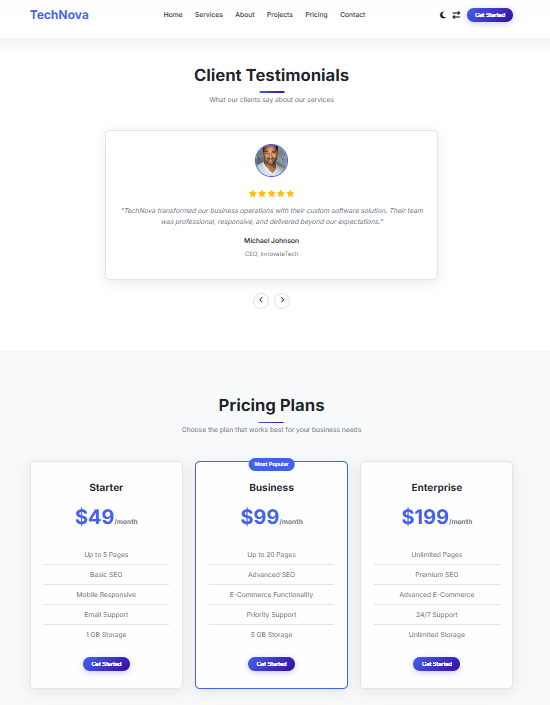 TechNova
Home Services About Projects Pricing Contact
Get Started
Client Testimonials
What our clients say about our services
"TechNova transformed our business operations with their custom software solution. Their team
was professional, responsive, and delivered beyond our expectations."
Michael Johnson
CEO, InnovateTech
Pricing Plans
Choose the plan that works best for your business needs
Starter
$49/month
Up to 5 Pages
Basic SEO
Mobile Responsive
Email Support
1 GB Storage
Get Started
Most Popular
Business
$99/month
Up to 20 Pages
Advanced SEO
E-Commerce Functionality
Priority Support
5 GB Storage
Get Started
Enterprise
$199/month
Unlimited Pages
Premium SEO
Advanced E-Commerce
24/7 Support
Unlimited Storage
Get Started